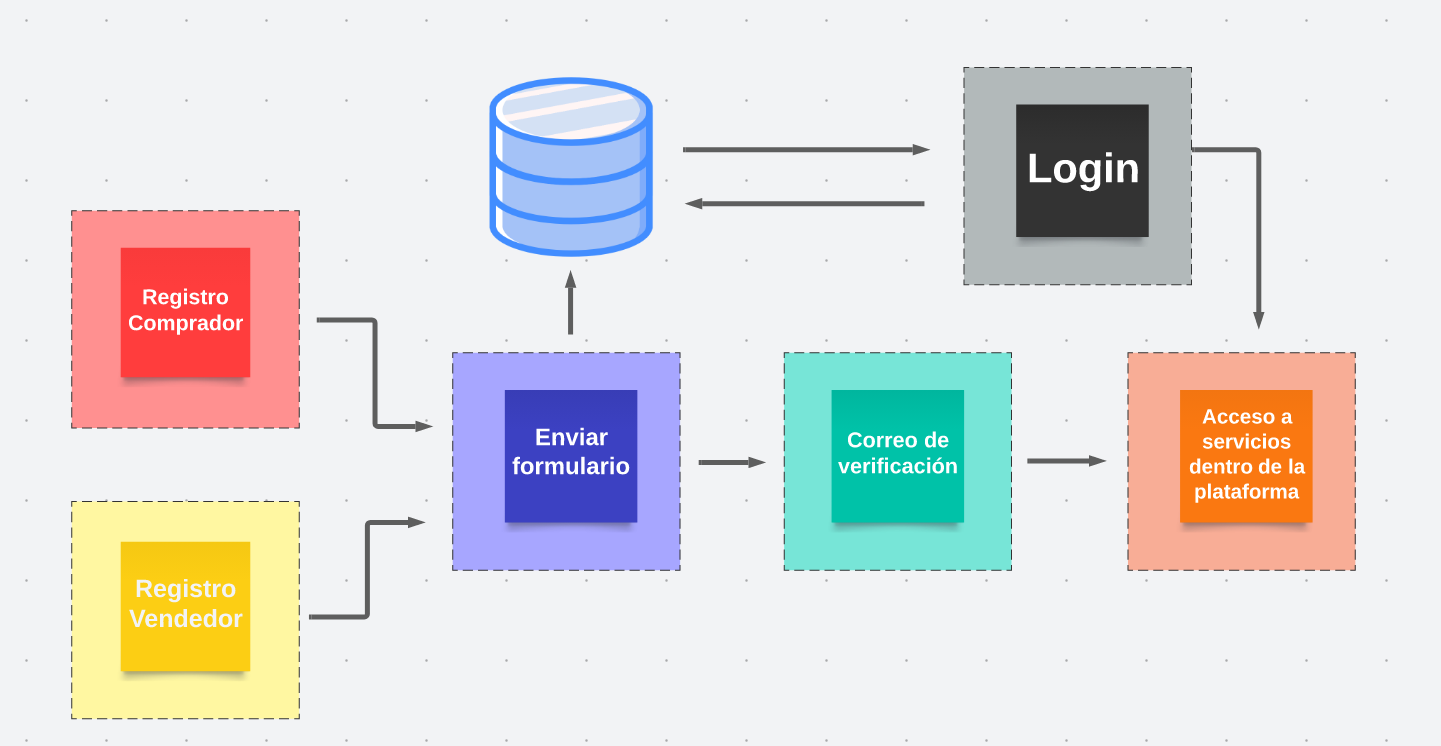 Login
Registro
Comprador
Enviar
formulario
Correo de
verificación
Acceso a
servicios
dentro de la
plataforma
Registro
Vendedor